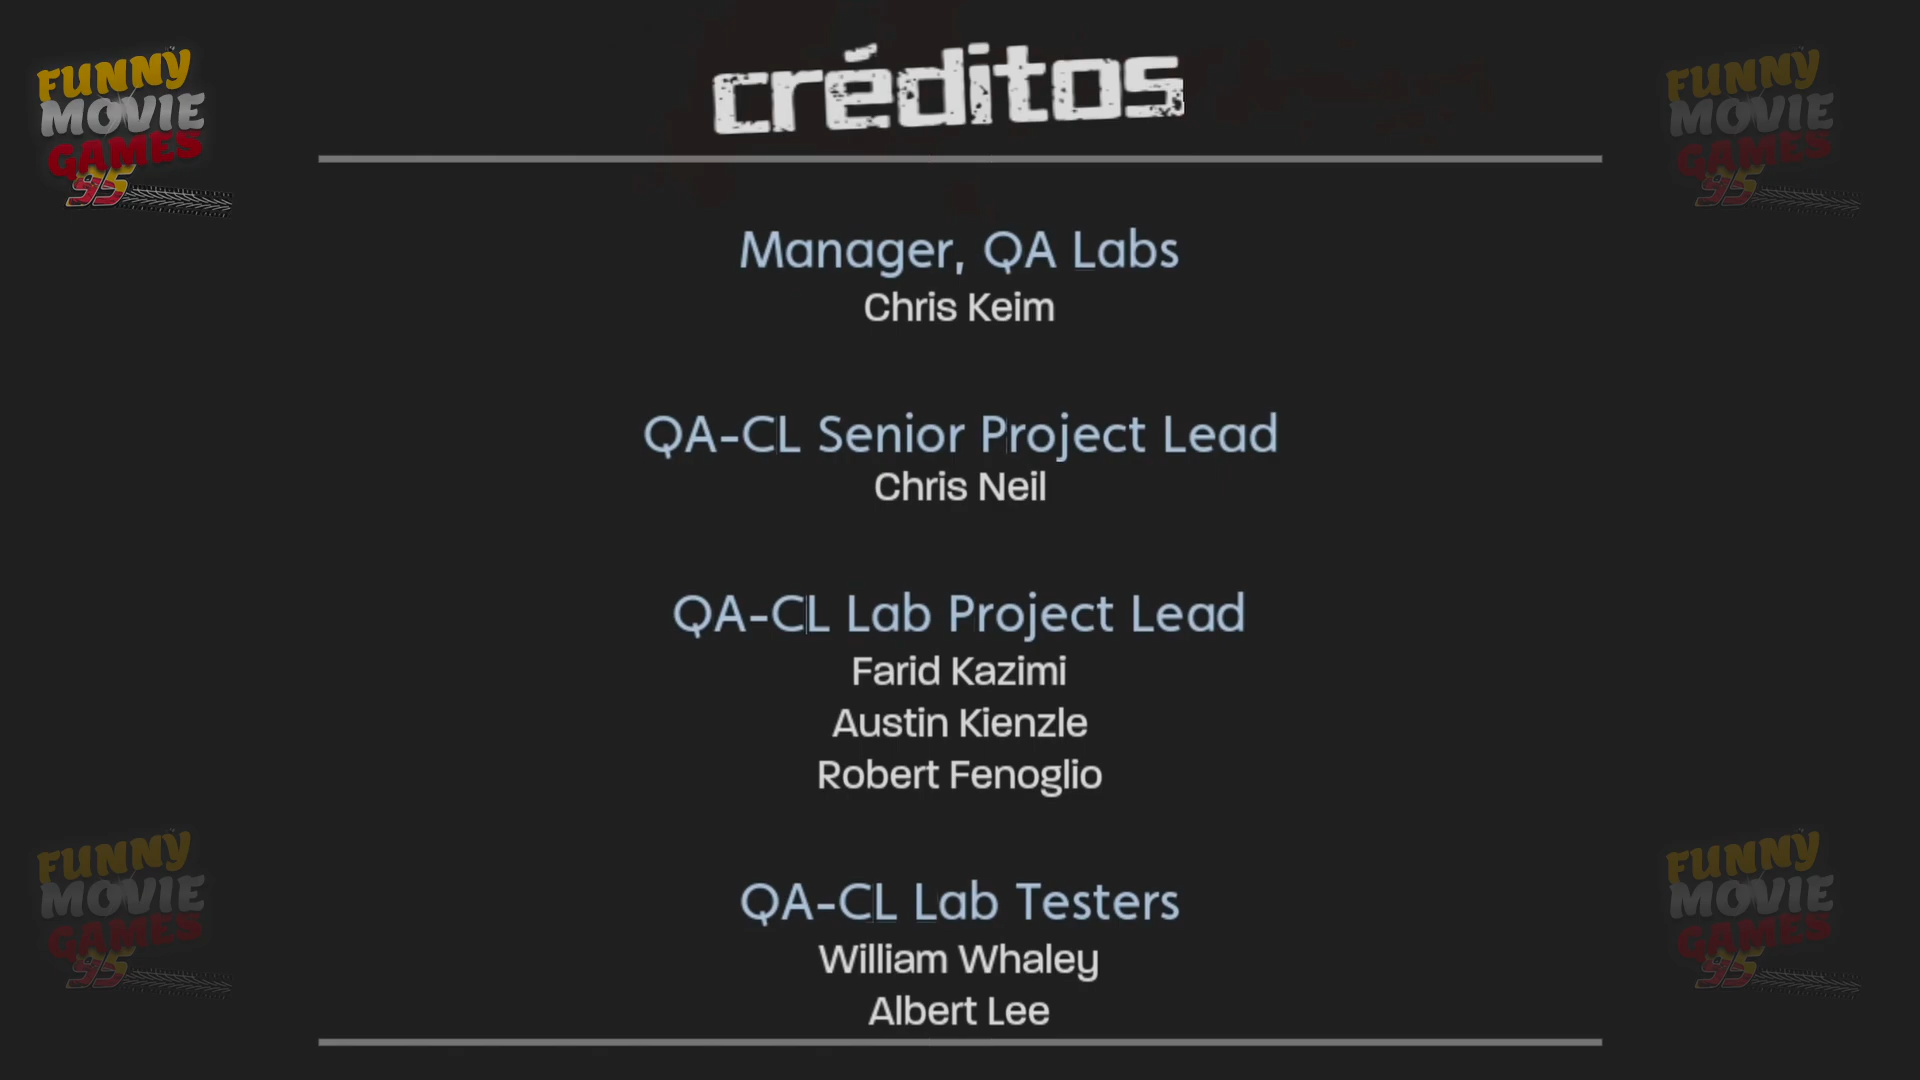 FUNNY
MOVIE
GAMES
95
créditos
FUNNY
MOVIE
GAMES
95
Manager, QA Labs
Chris Keim
QA-CL Senior Project Lead
Chris Neil
QA-CL Lab Project Lead
Farid Kazimi
Austin Kienzle
Robert Fenoglio
QA-CL Lab Testers
William Whaley
Albert Lee
FUNNY
MOVIE
GAMES
95
FUNNY
MOVIE
GAMES
95